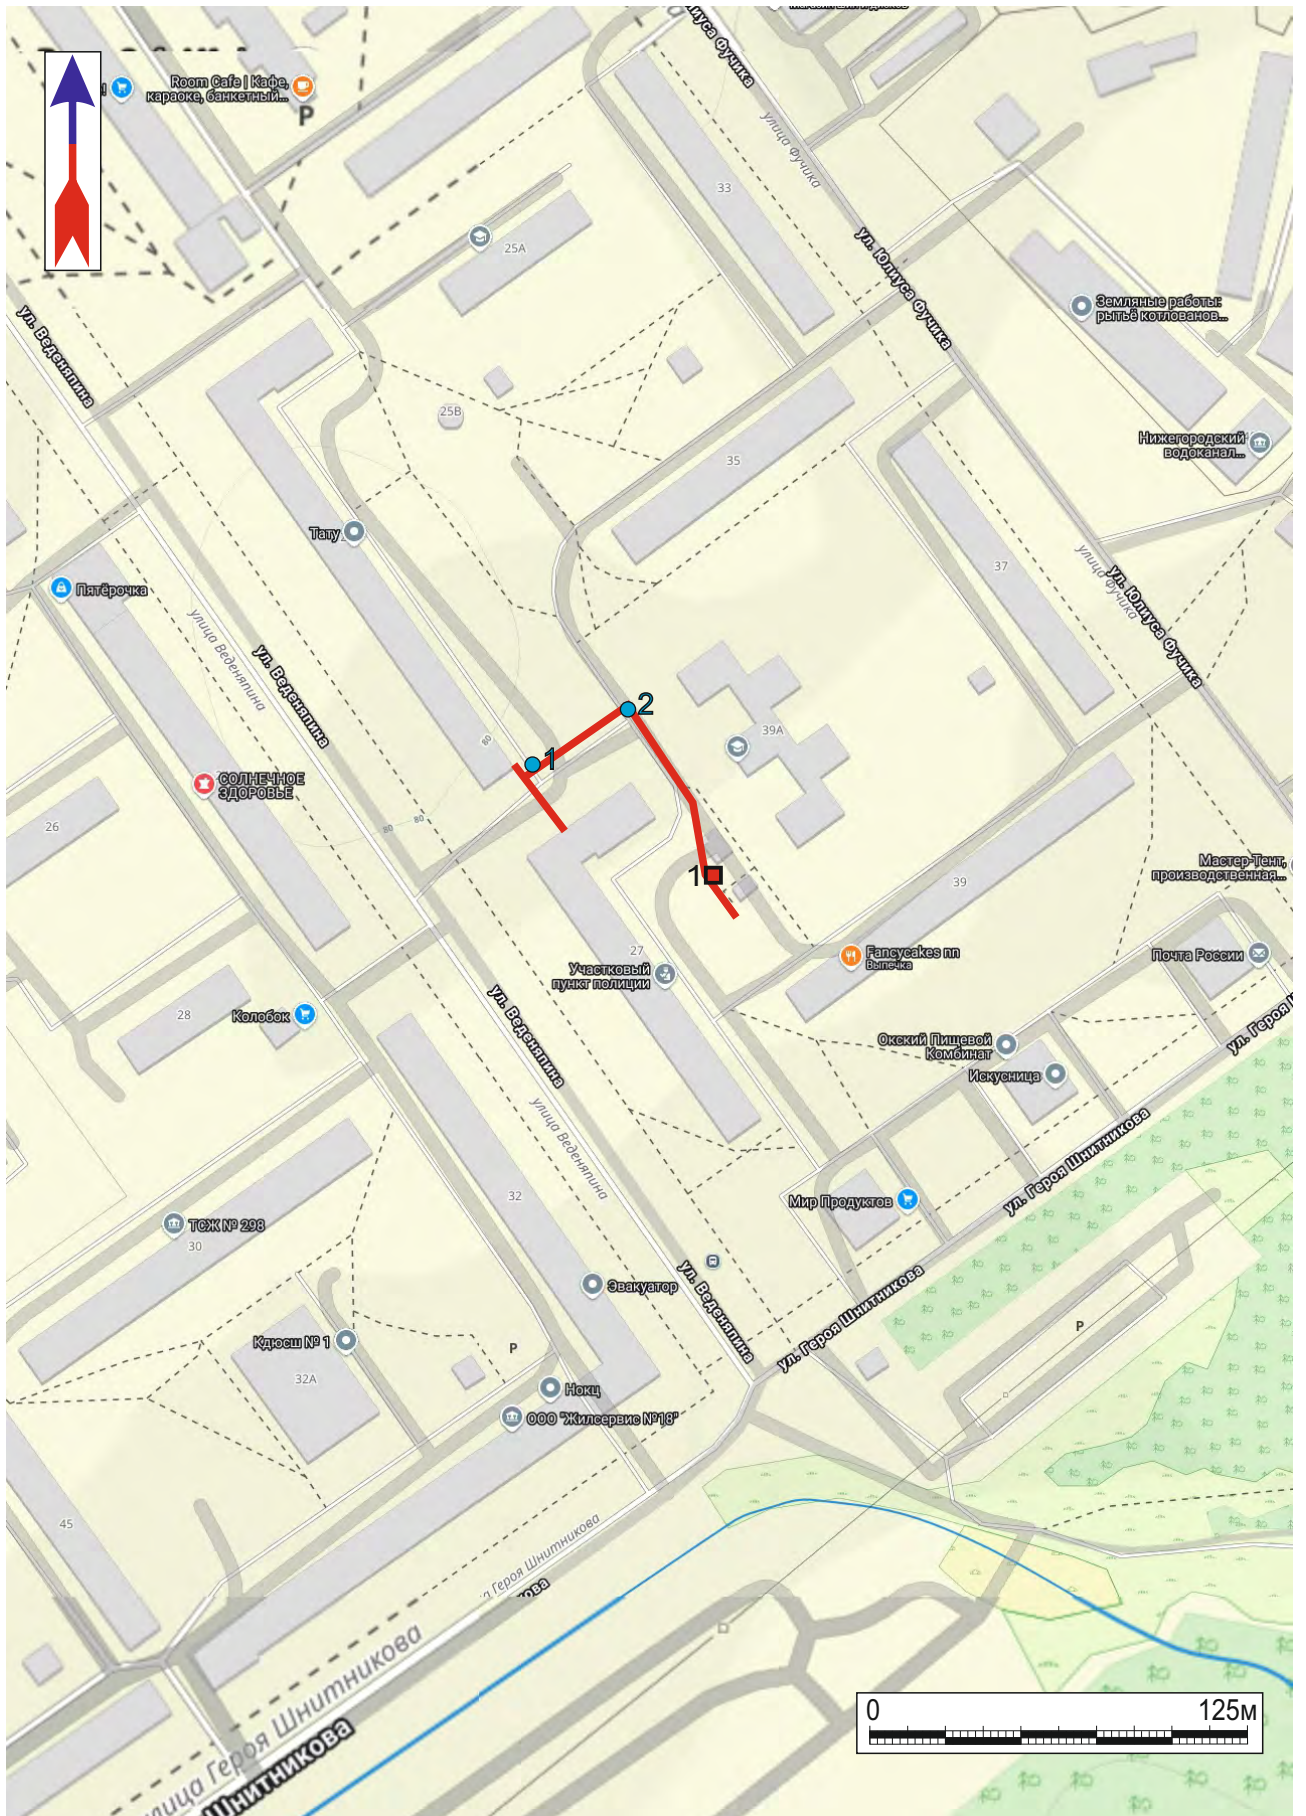 ул. Юлиуса Фучика
Room Cafe | Кафе,
караоке, банкетный...
P
улица Фучика
33
25А
ул. Юлиуса Фучика
Земляные работы:
рытьё котлованов...
ул. Веденяпина
25В
35
Нижегородский
водоканал...
Тату
37
улица Фучика
ул. Юлиуса Фучика
Пятёрочка
улица Веденяпина
ул. Веденяпина
2
39А
80
1
СОЛНЕЧНОЕ
ЗДОРОВЬЕ
26
80
80
1
39
Мастер-Тент,
производственная...
27
Участковый
пункт полиции
Fancycakes nn
Выпечка
Почта России
28
Колобок
ул. Веденяпина
Окский Пищевой
Комбинат
Искусница
ул. Героя
улица Веденяпина
ул. Героя Шнитникова
32
Мир Продуктов
ТСЖ № 298
30
Эвакуатор
ул. Веденяпина
ул. Героя Шнитникова
P
Кдюсш № 1
P
32А
Нокц
ООО "Жилсервис №18"
45
Героя Шнитникова
кова
улица Героя Шнитникова
Шнитникова
0
125м